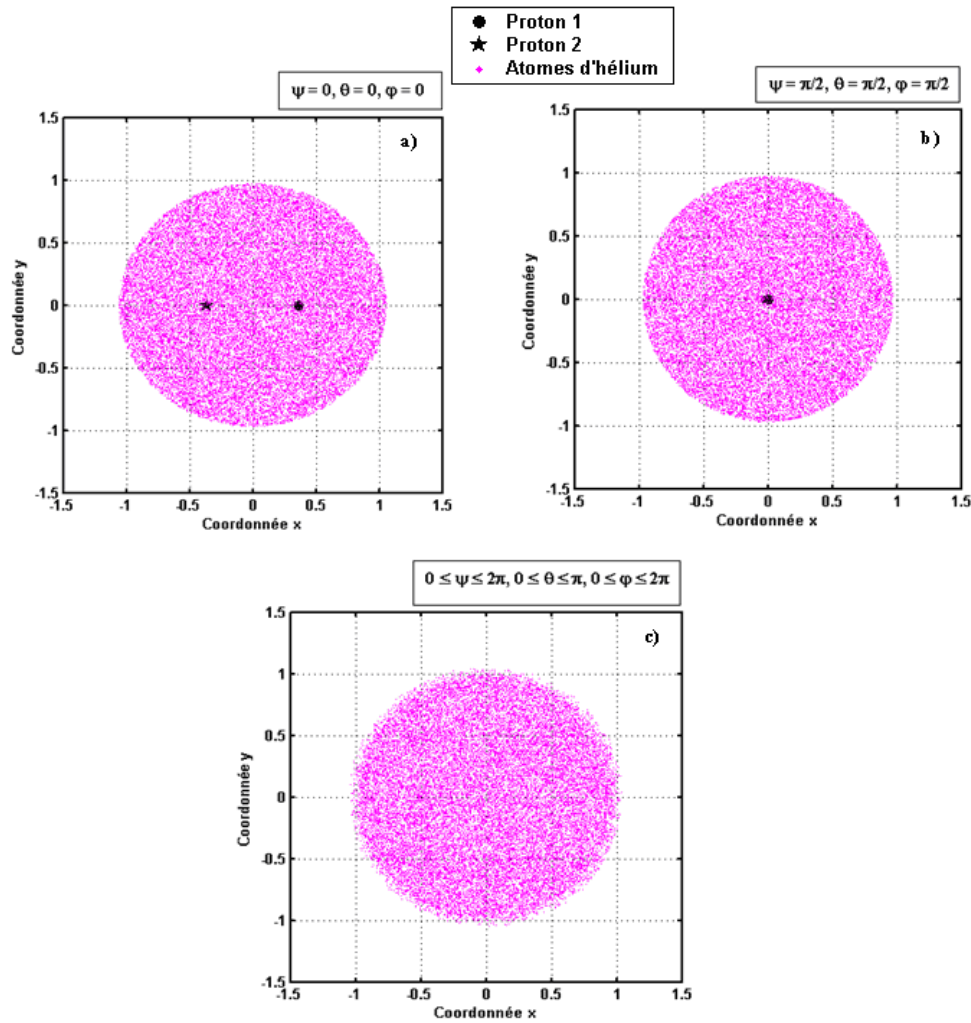 Proton 1
Proton 2
Atomes d'hélium
ψ = 0, θ = 0, φ = 0
a)
1.5
1
0.5
0
-0.5
-1
-1.5
-1.5
-1
-0.5
0
0.5
1
1.5
Coordonnée y
Coordonnée x
ψ = π/2, θ = π/2, φ = π/2
b)
1.5
1
0.5
0
-0.5
-1
-1.5
-1.5
-1
-0.5
0
0.5
1
1.5
Coordonnée y
Coordonnée x
0 ≤ ψ ≤ 2π, 0 ≤ θ ≤ π, 0 ≤ φ ≤ 2π
c)
1.5
1
0.5
0
-0.5
-1
-1.5
-1.5
-1
-0.5
0
0.5
1
1.5
Coordonnée y
Coordonnée x